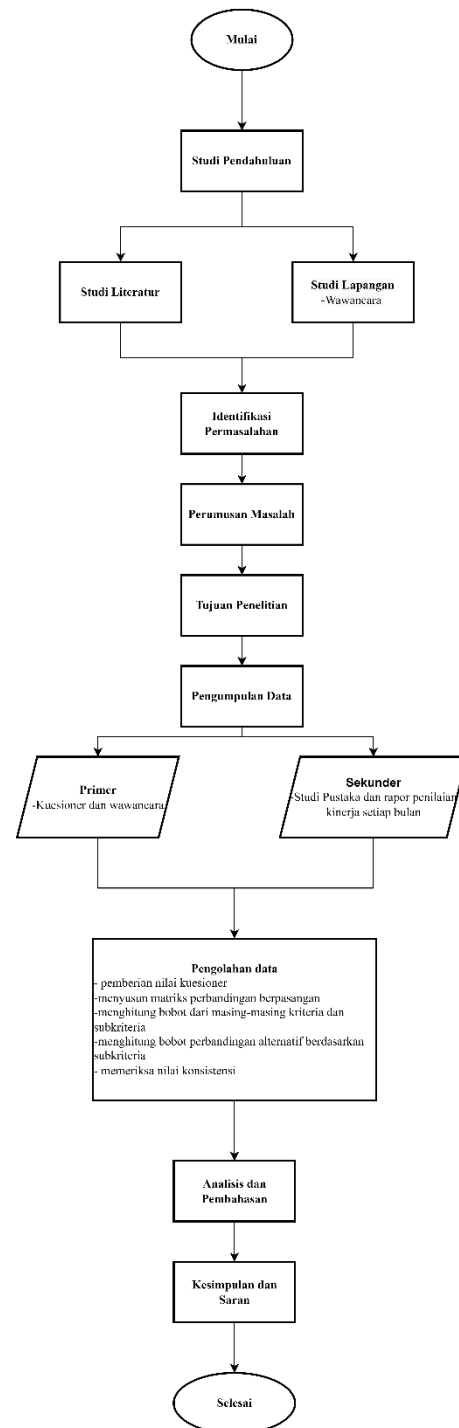 Mulai
Studi Pendahuluan
Studi Literatur
Studi Lapangan
-Wawancara
Identifikasi
Permasalahan
Perumusan Masalah
Tujuan Penelitian
Pengumpulan Data
Primer
-Kuesioner dan wawancara
Sekunder
-Studi Pustaka dan rapor penilaian
kinerja setiap bulan
Pengolahan data
- pemberian nilai kuesioner
-menyusun matriks perbandingan berpasangan
-menghitung bobot dari masing-masing kriteria dan
subkriteria
-menghitung bobot perbandingan alternatif berdasarkan
subkriteria
- memeriksa nilai konsistensi
Analisis dan
Pembahasan
Kesimpulan dan
Saran
Selesai